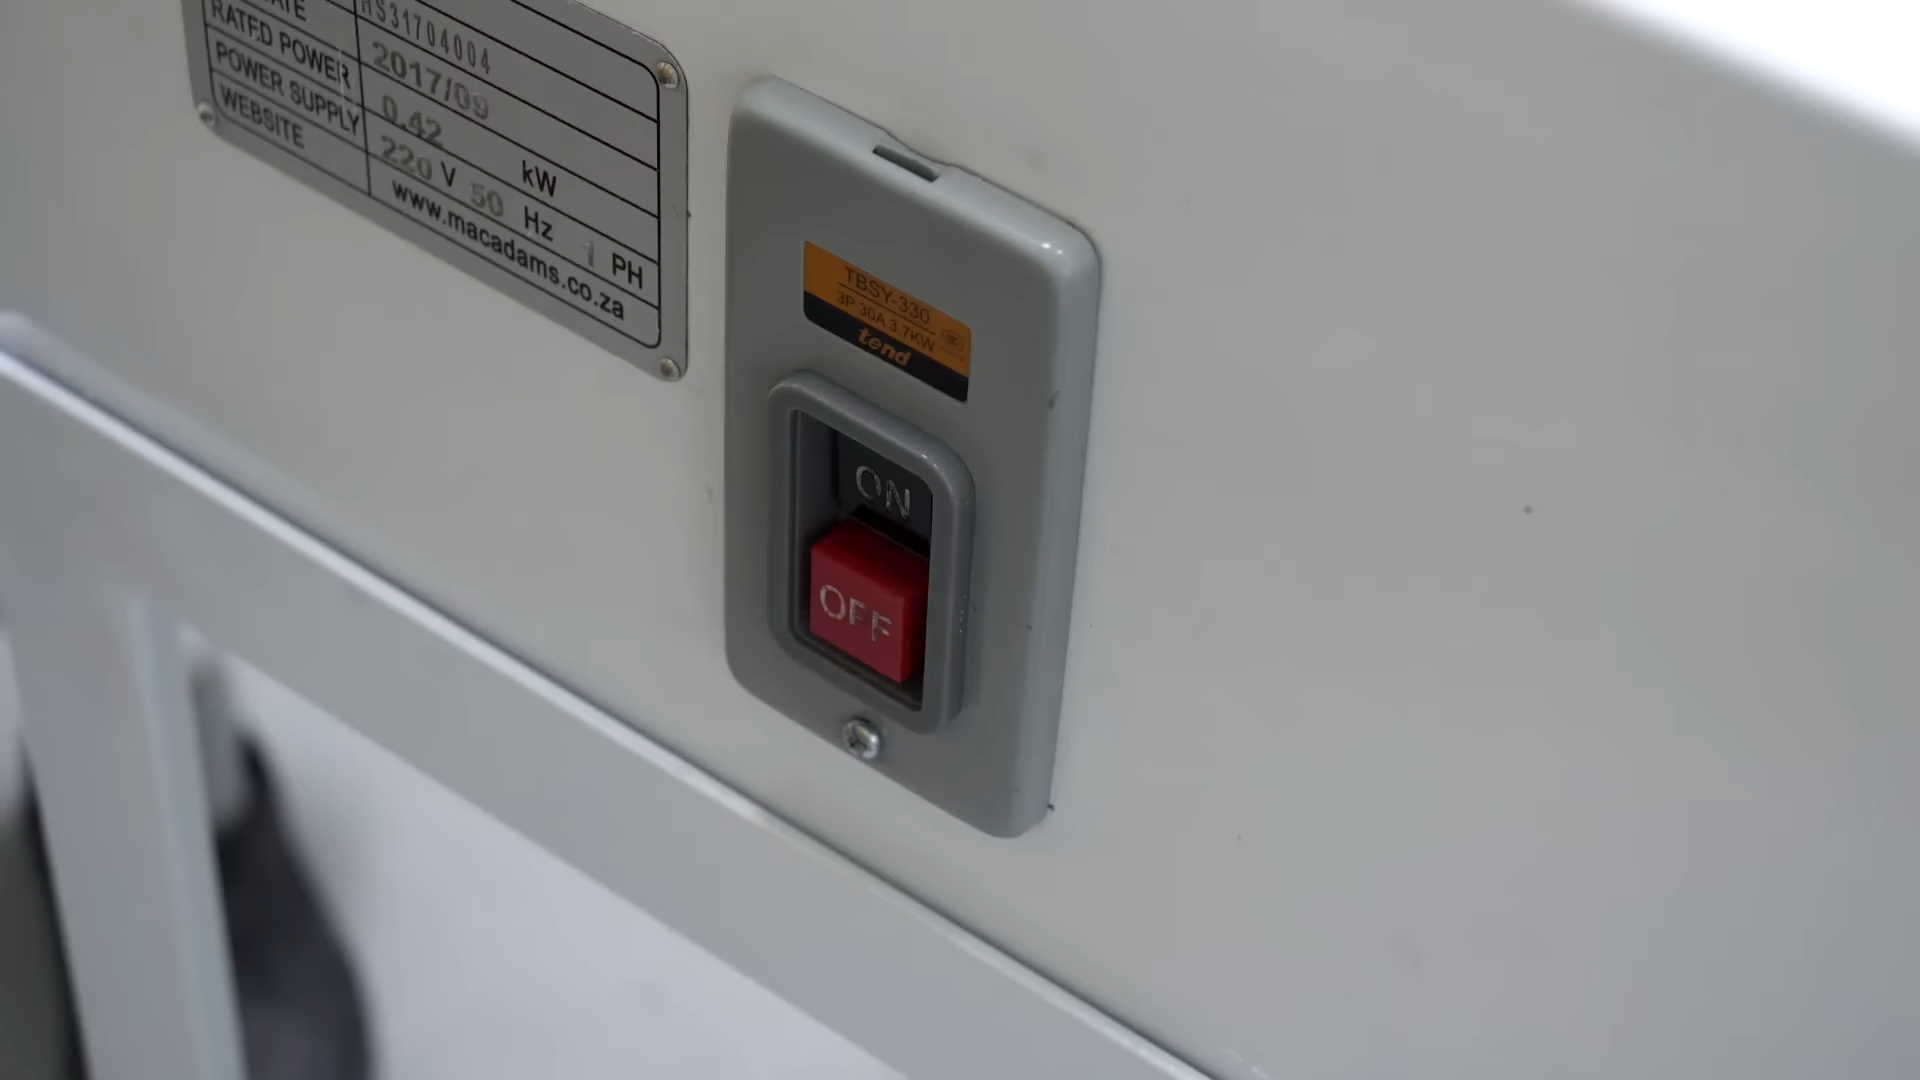 HS31704004
RATED POWER 2017/09
POWER SUPPLY 0.42 kW
WEBSITE 220 V 50 Hz 1 PH
www.macadams.co.za
TBSY-330
3P 30A 3.7KW
tend
ON
OFF